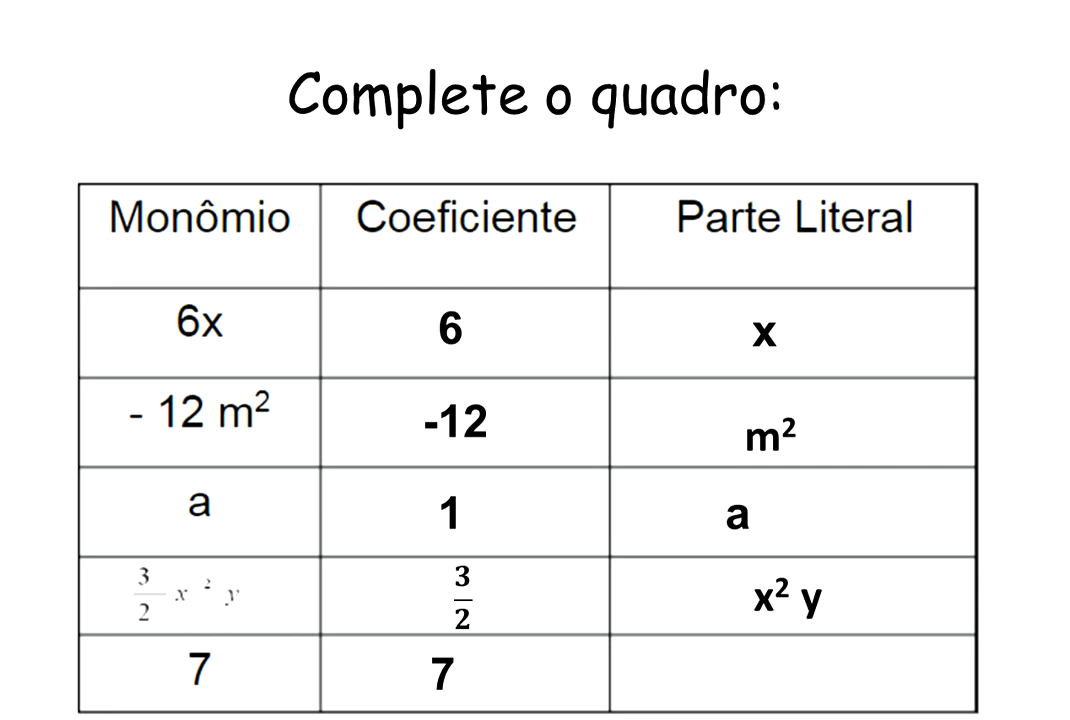 Complete o quadro:
Monômio Coeficiente Parte Literal
6x 6 x
- 12 m² -12 m²
a 1 a
3/2 x² y 3/2 x² y
7 7